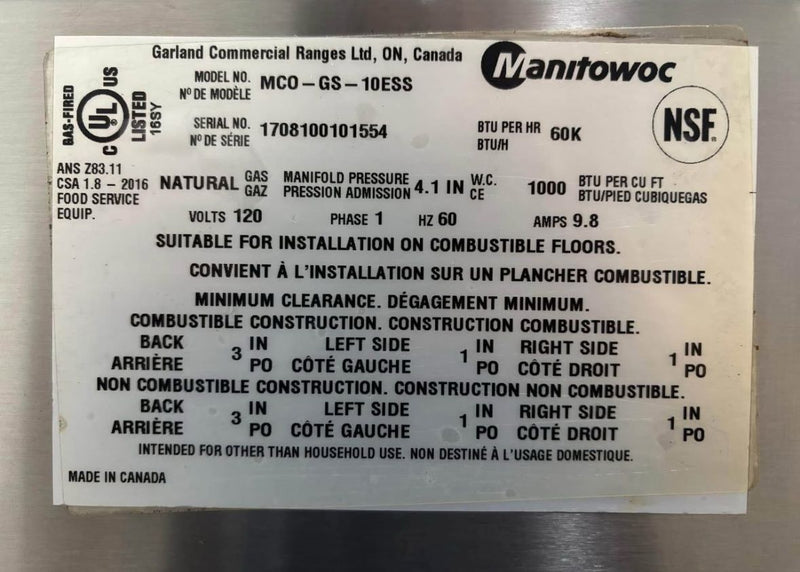 Garland Commercial Ranges Ltd, ON, Canada
Manitowoc
GAS-FIRED
C UL US
®
LISTED
16SY
MODEL NO. MCO – GS – 10ESS
Nº DE MODÈLE
SERIAL NO. 1708100101554
Nº DE SÉRIE
BTU PER HR 60K
BTU/H
NSF.
ANS Z83.11
CSA 1.8 – 2016
FOOD SERVICE
EQUIP.
NATURAL GAS MANIFOLD PRESSURE 4.1 IN W.C. 1000 BTU PER CU FT
GAZ PRESSION ADMISSION CE BTU/PIED CUBIQUEGAS
VOLTS 120 PHASE 1 HZ 60 AMPS 9.8
SUITABLE FOR INSTALLATION ON COMBUSTIBLE FLOORS.
CONVIENT À L'INSTALLATION SUR UN PLANCHER COMBUSTIBLE.
MINIMUM CLEARANCE. DÉGAGEMENT MINIMUM.
COMBUSTIBLE CONSTRUCTION. CONSTRUCTION COMBUSTIBLE.
BACK 3 IN LEFT SIDE 1 IN RIGHT SIDE 1 IN
ARRIÈRE PO CÔTÉ GAUCHE PO CÔTÉ DROIT PO
NON COMBUSTIBLE CONSTRUCTION. CONSTRUCTION NON COMBUSTIBLE.
BACK 3 IN LEFT SIDE 1 IN RIGHT SIDE 1 IN
ARRIÈRE PO CÔTÉ GAUCHE PO CÔTÉ DROIT PO
INTENDED FOR OTHER THAN HOUSEHOLD USE. NON DESTINÉ À L'USAGE DOMESTIQUE.
MADE IN CANADA